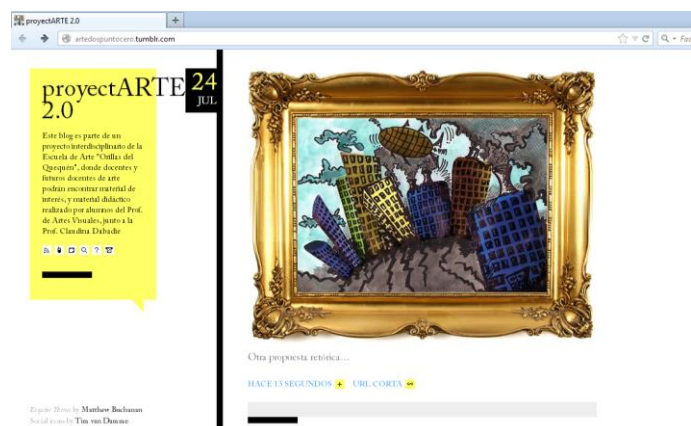 proyectARTE 2.0
artedospuntocero.tumblr.com
proyectARTE
2.0
24
JUL
Este blog es parte de un
proyecto interdisciplinario de la
Escuela de Arte "Orillas del
Quequén", donde docentes y
futuros docentes de arte
podrán encontrar material de
interés, y material didáctico
realizado por alumnos del Prof.
de Artes Visuales, junto a la
Prof. Claudina Dabadie
Otra propuesta retórica...
HACE 13 SEGUNDOS + URL CORTA
Theme by Matthew Buchanan
Social icons by Tim van Damme